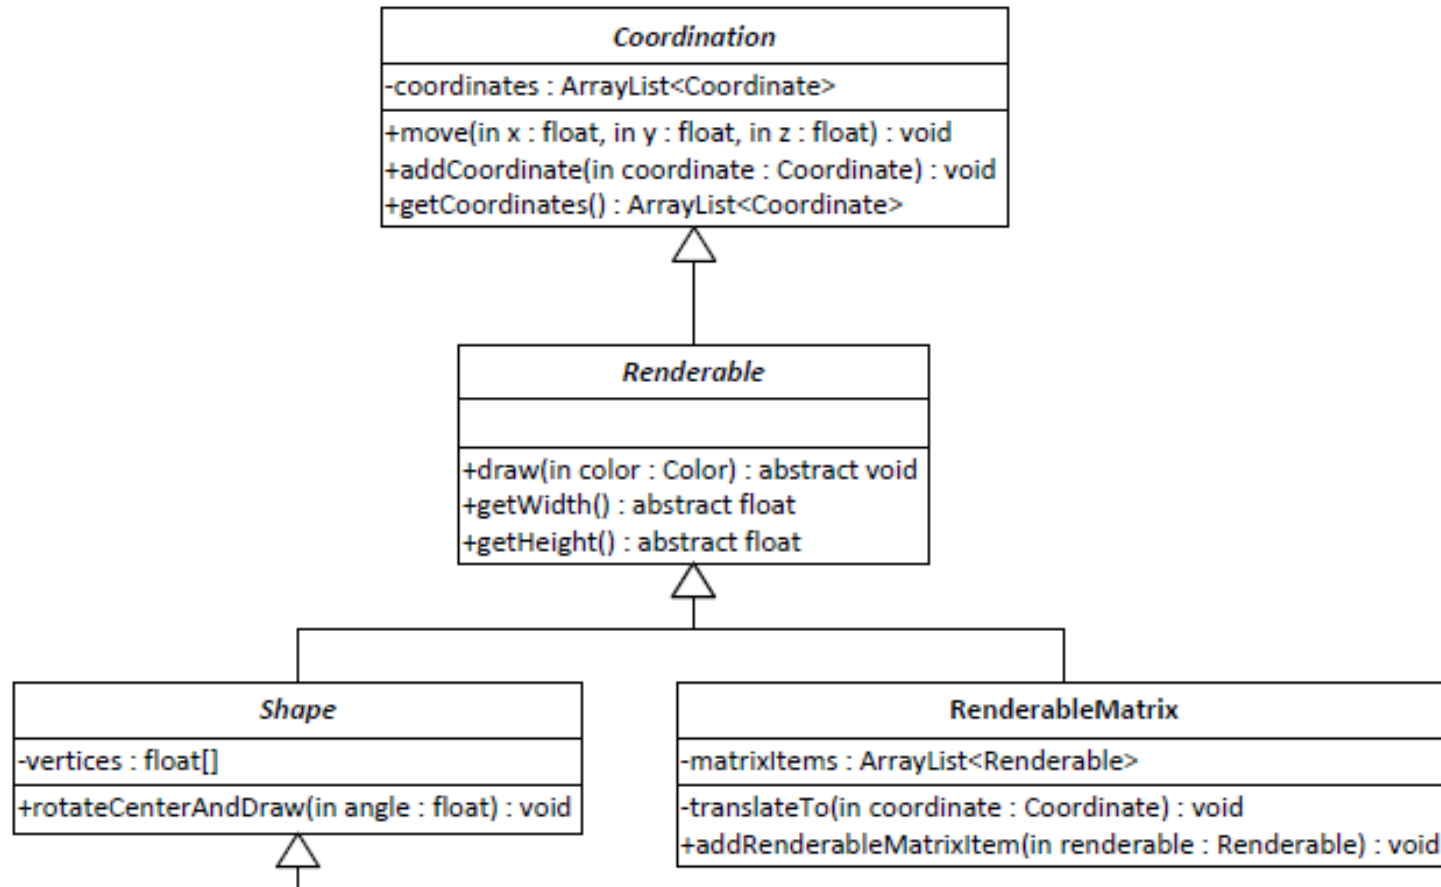 Coordination
-coordinates : ArrayList<Coordinate>
+move(in x : float, in y : float, in z : float) : void
+addCoordinate(in coordinate : Coordinate) : void
+getCoordinates() : ArrayList<Coordinate>
Renderable
+draw(in color : Color) : abstract void
+getWidth() : abstract float
+getHeight() : abstract float
Shape
-vertices : float[]
+rotateCenterAndDraw(in angle : float) : void
RenderableMatrix
-matrixItems : ArrayList<Renderable>
-translateTo(in coordinate : Coordinate) : void
+addRenderableMatrixItem(in renderable : Renderable) : void